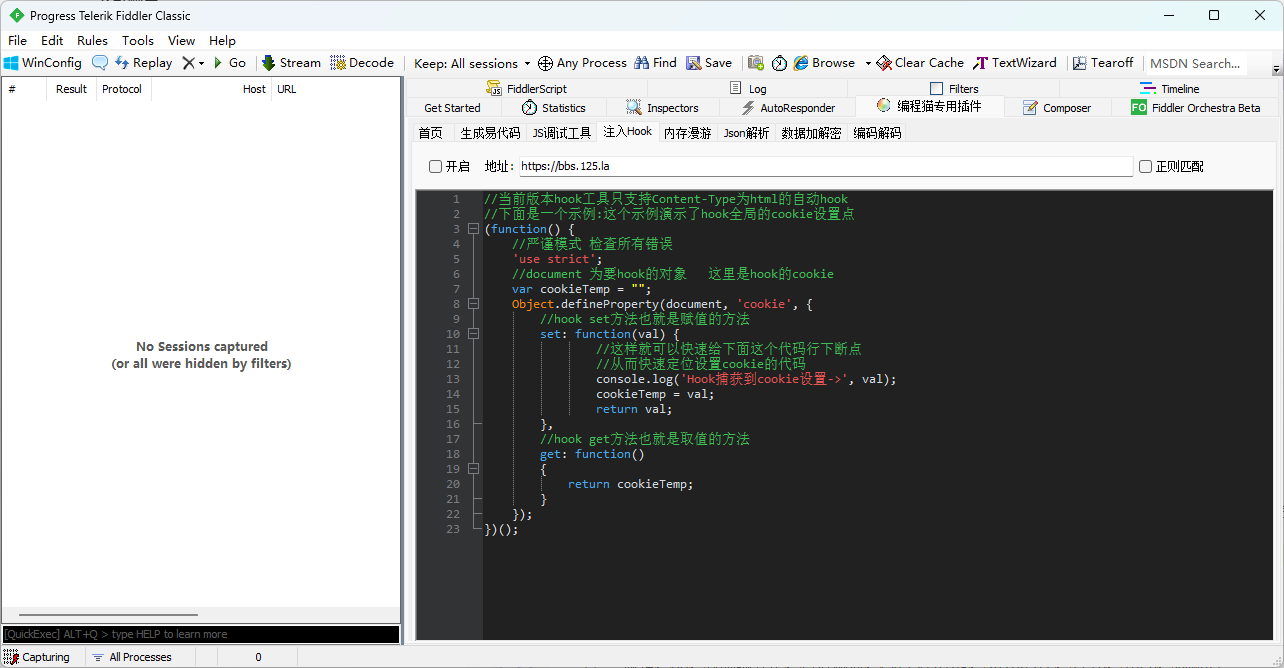 Progress Telerik Fiddler Classic
File Edit Rules Tools View Help
WinConfig Replay Go Stream Decode Keep: All sessions Any Process Find Save Browse Clear Cache TextWizard Tearoff MSDN Search...
# Result Protocol Host URL
FiddlerScript Log Filters Timeline
Get Started Statistics Inspectors AutoResponder 编程猫专用插件 Composer FO Fiddler Orchestra Beta
首页 生成易代码 JS调试工具 注入Hook 内存漫游 Json解析 数据加解密 编码解码
开启 地址: https://bbs.125.la 正则匹配
1 //当前版本hook工具只支持Content-Type为html的自动hook
2 //下面是一个示例:这个示例演示了hook全局的cookie设置点
3 (function() {
4 //严谨模式 检查所有错误
5 'use strict';
6 //document 为要hook的对象 这里是hook的cookie
7 var cookieTemp = "";
8 Object.defineProperty(document, 'cookie', {
9 //hook set方法也就是赋值的方法
10 set: function(val) {
11 //这样就可以快速给下面这个代码行下断点
12 //从而快速定位设置cookie的代码
13 console.log('Hook捕获到cookie设置->', val);
14 cookieTemp = val;
15 return val;
16 },
17 //hook get方法也就是取值的方法
18 get: function()
19 {
20 return cookieTemp;
21 }
22 });
23 })();
No Sessions captured
(or all were hidden by filters)
[QuickExec] ALT+Q > type HELP to learn more
Capturing All Processes 0